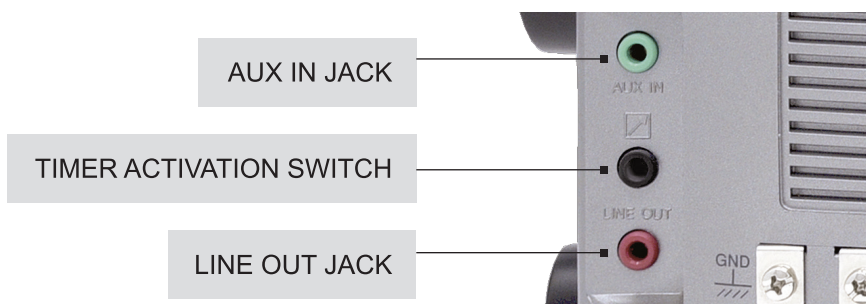 AUX IN JACK
AUX IN
TIMER ACTIVATION SWITCH
LINE OUT
LINE OUT JACK
GND